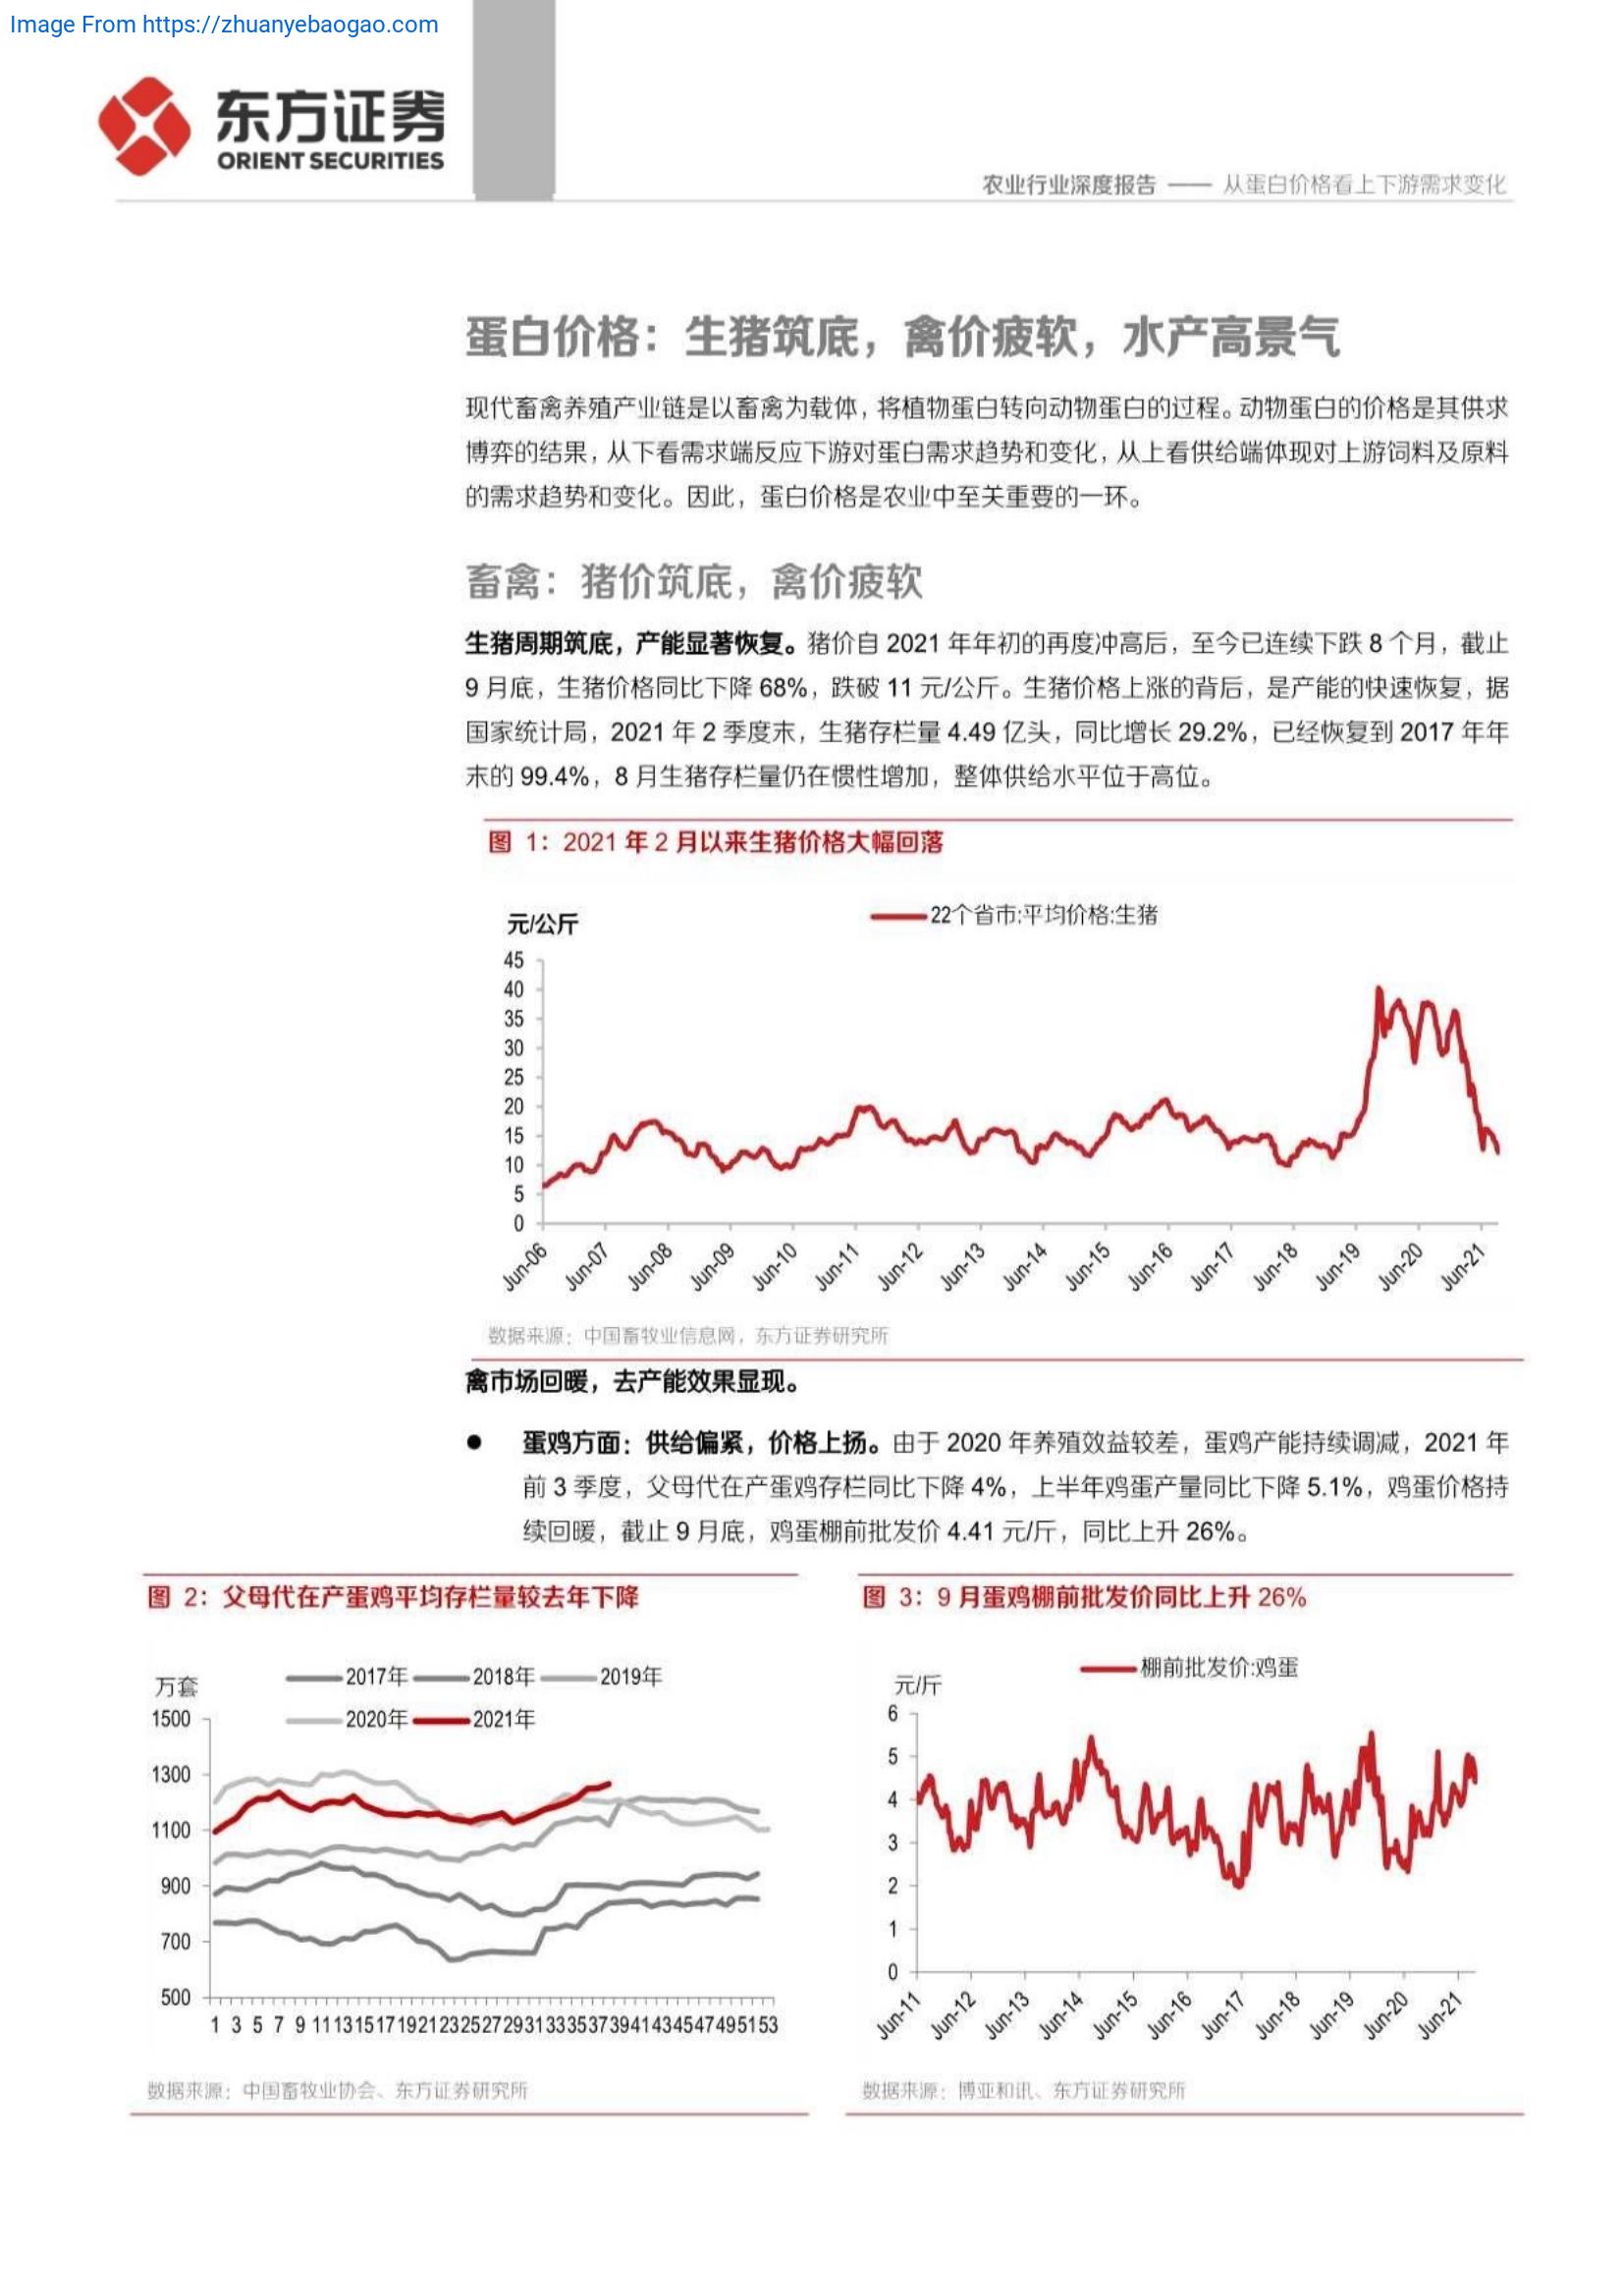 Image From https://zhuanyebaogao.com
东方证券
ORIENT SECURITIES
农业行业深度报告 —— 从蛋白价格看上下游需求变化
蛋白价格：生猪筑底，禽价疲软，水产高景气
现代畜禽养殖产业链是以畜禽为载体，将植物蛋白转向动物蛋白的过程。动物蛋白的价格是其供求
博弈的结果，从下看需求端反应下游对蛋白需求趋势和变化，从上看供给端体现对上游饲料及原料
的需求趋势和变化。因此，蛋白价格是农业中至关重要的一环。
畜禽：猪价筑底，禽价疲软
生猪周期筑底，产能显著恢复。猪价自 2021 年年初的再度冲高后，至今已连续下跌 8 个月，截止
9 月底，生猪价格同比下降 68%，跌破 11 元/公斤。生猪价格上涨的背后，是产能的快速恢复，据
国家统计局，2021 年 2 季度末，生猪存栏量 4.49 亿头，同比增长 29.2%，已经恢复到 2017 年年
末的 99.4%，8 月生猪存栏量仍在惯性增加，整体供给水平位于高位。
图 1：2021 年 2 月以来生猪价格大幅回落
元/公斤
22个省市:平均价格:生猪
45
40
35
30
25
20
15
10
5
0
Jun-06 Jun-07 Jun-08 Jun-09 Jun-10 Jun-11 Jun-12 Jun-13 Jun-14 Jun-15 Jun-16 Jun-17 Jun-18 Jun-19 Jun-20 Jun-21
数据来源：中国畜牧业信息网，东方证券研究所
禽市场回暖，去产能效果显现。
● 蛋鸡方面：供给偏紧，价格上扬。由于 2020 年养殖效益较差，蛋鸡产能持续调减，2021 年
前 3 季度，父母代在产蛋鸡存栏同比下降 4%，上半年鸡蛋产量同比下降 5.1%，鸡蛋价格持
续回暖，截止 9 月底，鸡蛋棚前批发价 4.41 元/斤，同比上升 26%。
图 2：父母代在产蛋鸡平均存栏量较去年下降
万套
2017年 2018年 2019年
2020年 2021年
1500
1300
1100
900
700
500
1 3 5 7 9 11 13 15 17 19 21 23 25 27 29 31 33 35 37 39 41 43 45 47 49 51 53
数据来源：中国畜牧业协会、东方证券研究所
图 3：9 月蛋鸡棚前批发价同比上升 26%
元/斤
棚前批发价:鸡蛋
6
5
4
3
2
1
0
Jun-11 Jun-12 Jun-13 Jun-14 Jun-15 Jun-16 Jun-17 Jun-18 Jun-19 Jun-20 Jun-21
数据来源：博亚和讯、东方证券研究所